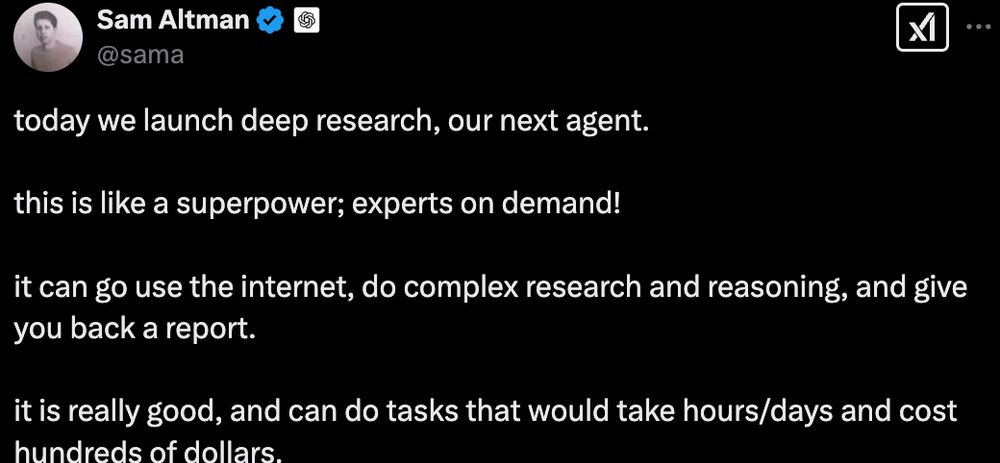 Sam Altman
@sama
today we launch deep research, our next agent.
this is like a superpower; experts on demand!
it can go use the internet, do complex research and reasoning, and give
you back a report.
it is really good, and can do tasks that would take hours/days and cost
hundreds of dollars.